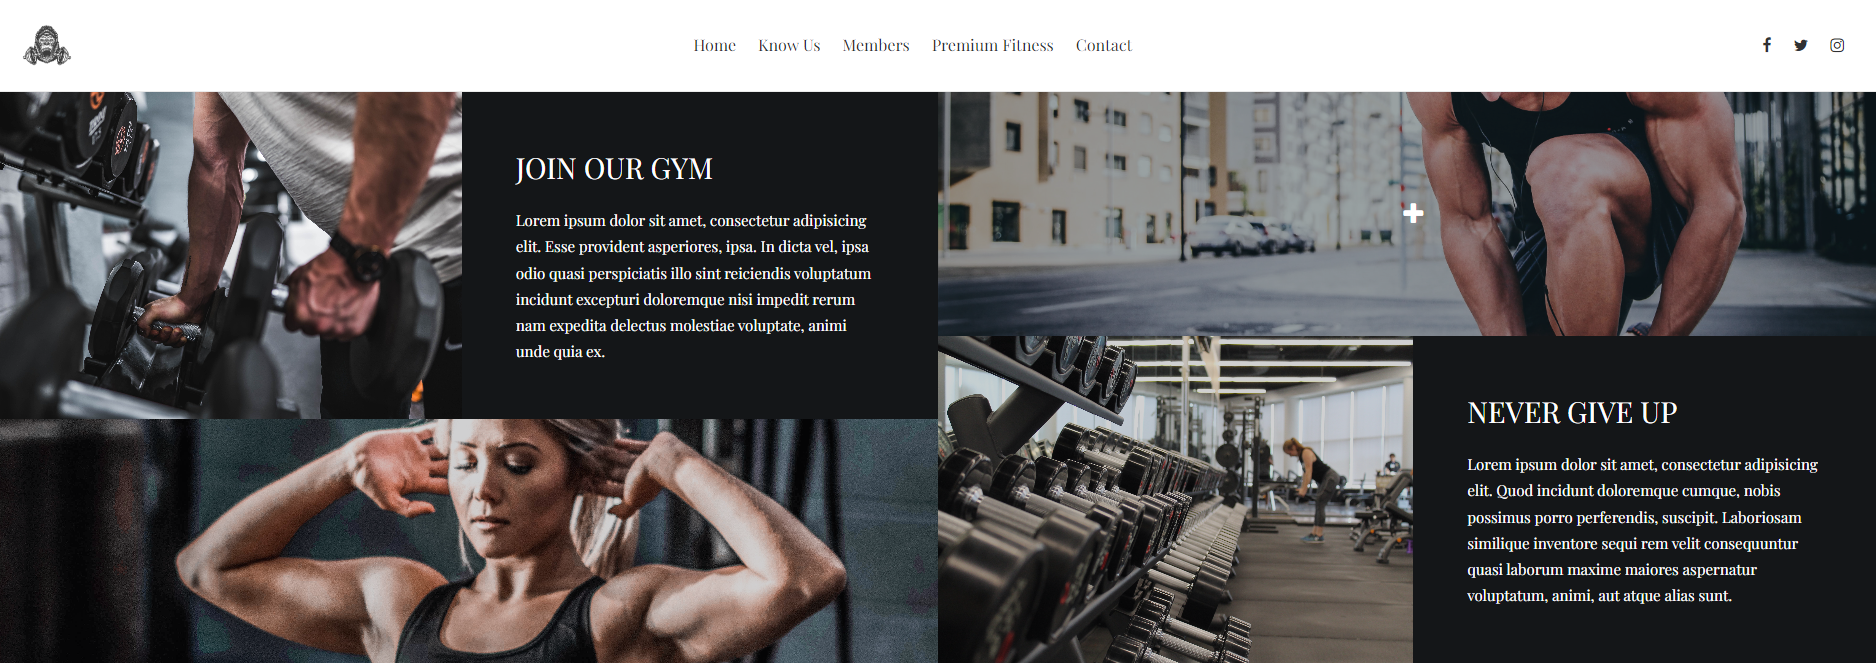 Home Know Us Members Premium Fitness Contact
JOIN OUR GYM
Lorem ipsum dolor sit amet, consectetur adipisicing
elit. Esse provident asperiores, ipsa. In dicta vel, ipsa
odio quasi perspiciatis illo sint reiciendis voluptatum
incidunt excepturi doloremque nisi impedit rerum
nam expedita delectus molestiae voluptate, animi
unde quia ex.
NEVER GIVE UP
Lorem ipsum dolor sit amet, consectetur adipisicing
elit. Quod incidunt doloremque cumque, nobis
possimus porro perferendis, suscipit. Laboriosam
similique inventore sequi rem velit consequuntur
quasi laborum maxime maiores aspernatur
voluptatum, animi, aut atque alias sunt.